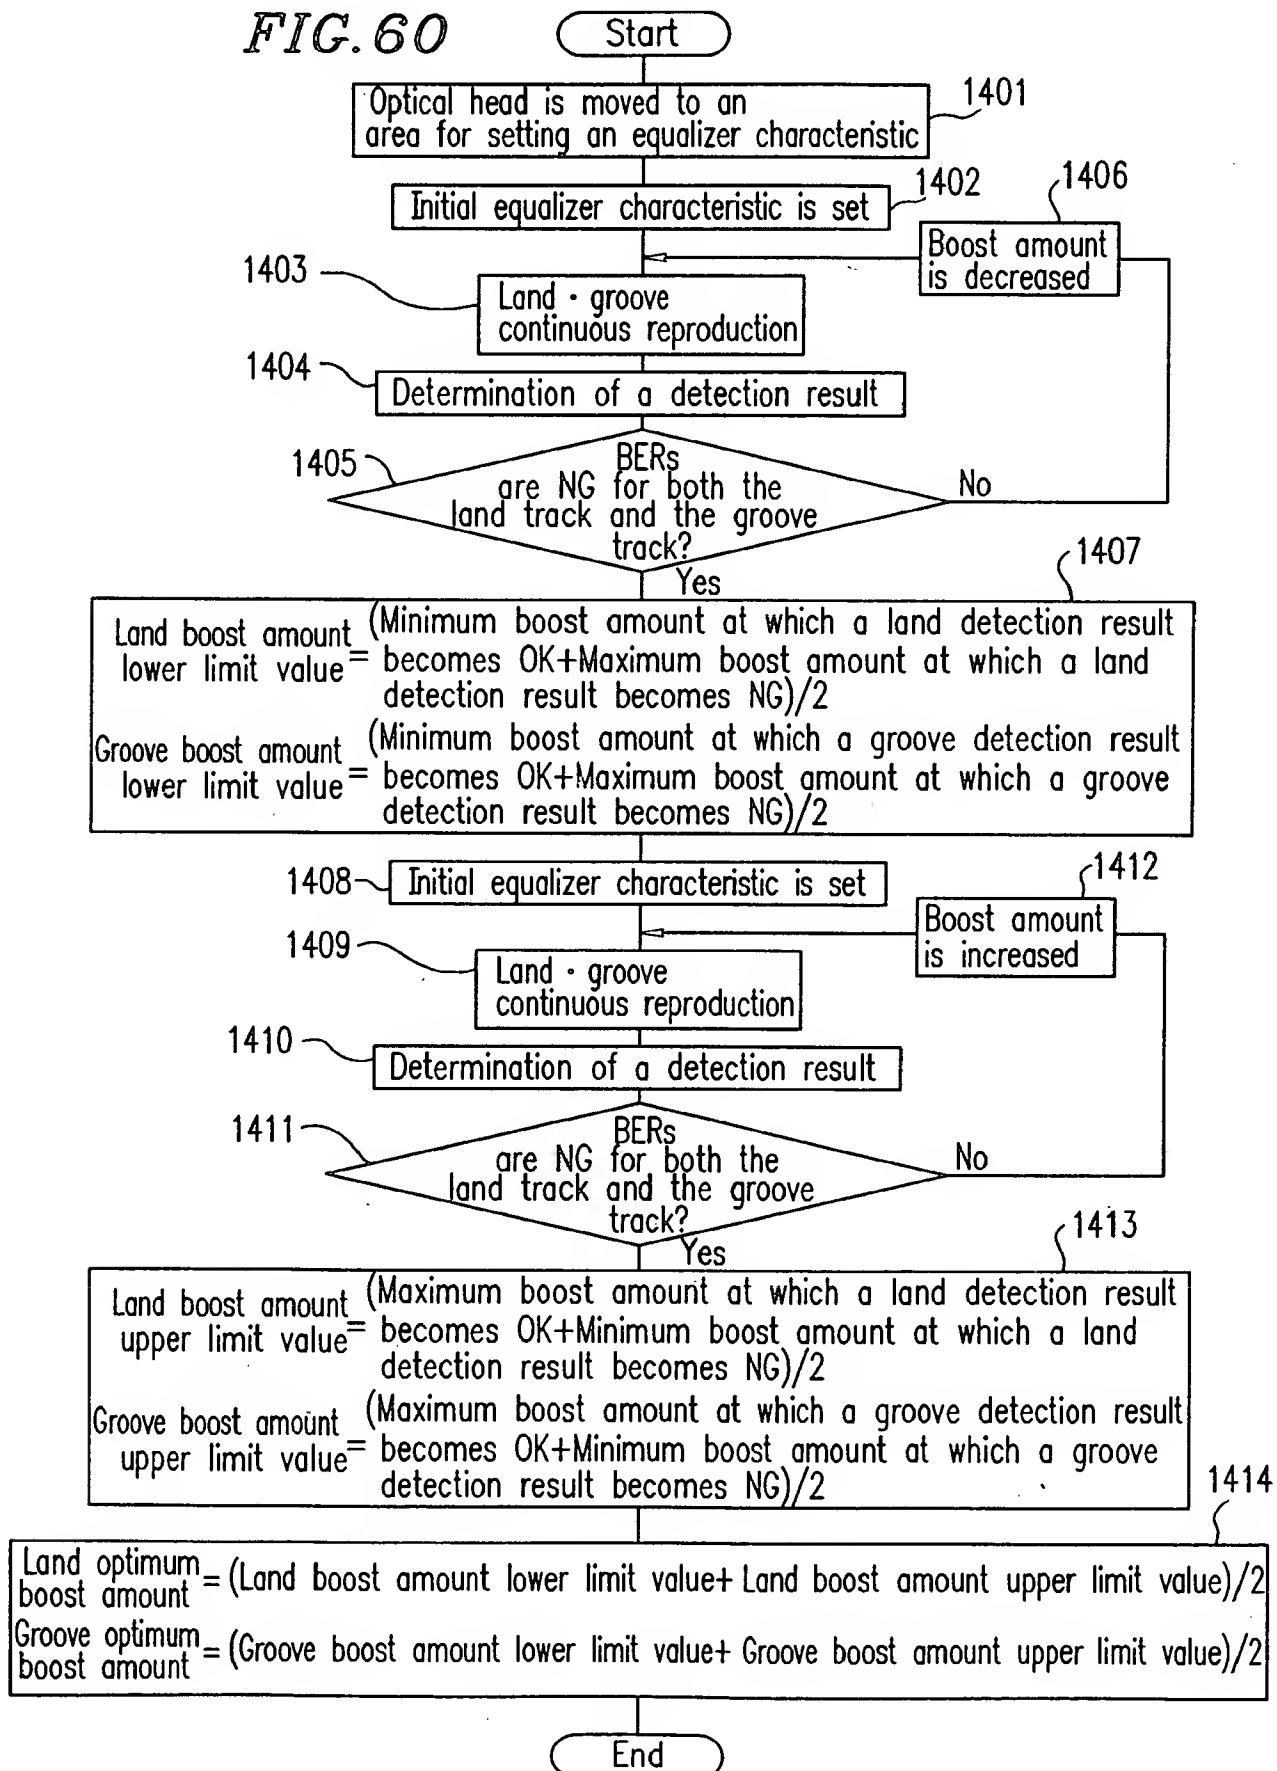 FIG. 60
Start
1401
Optical head is moved to an
area for setting an equalizer characteristic
1402
Initial equalizer characteristic is set
1406
Boost amount
is decreased
1403
Land · groove
continuous reproduction
1404
Determination of a detection result
1405
BERs
are NG for both the
land track and the groove
track?
No
Yes
1407
Land boost amount
lower limit value
=
(Minimum boost amount at which a land detection result
becomes OK+Maximum boost amount at which a land
detection result becomes NG)/2
Groove boost amount
lower limit value
=
(Minimum boost amount at which a groove detection result
becomes OK+Maximum boost amount at which a groove
detection result becomes NG)/2
1408
Initial equalizer characteristic is set
1412
Boost amount
is increased
1409
Land · groove
continuous reproduction
1410
Determination of a detection result
1411
BERs
are NG for both the
land track and the groove
track?
No
Yes
1413
Land boost amount
upper limit value
=
(Maximum boost amount at which a land detection result
becomes OK+Minimum boost amount at which a land
detection result becomes NG)/2
Groove boost amount
upper limit value
=
(Maximum boost amount at which a groove detection result
becomes OK+Minimum boost amount at which a groove
detection result becomes NG)/2
1414
Land optimum
boost amount
= (Land boost amount lower limit value+ Land boost amount upper limit value)/2
Groove optimum
boost amount
= (Groove boost amount lower limit value+ Groove boost amount upper limit value)/2
End